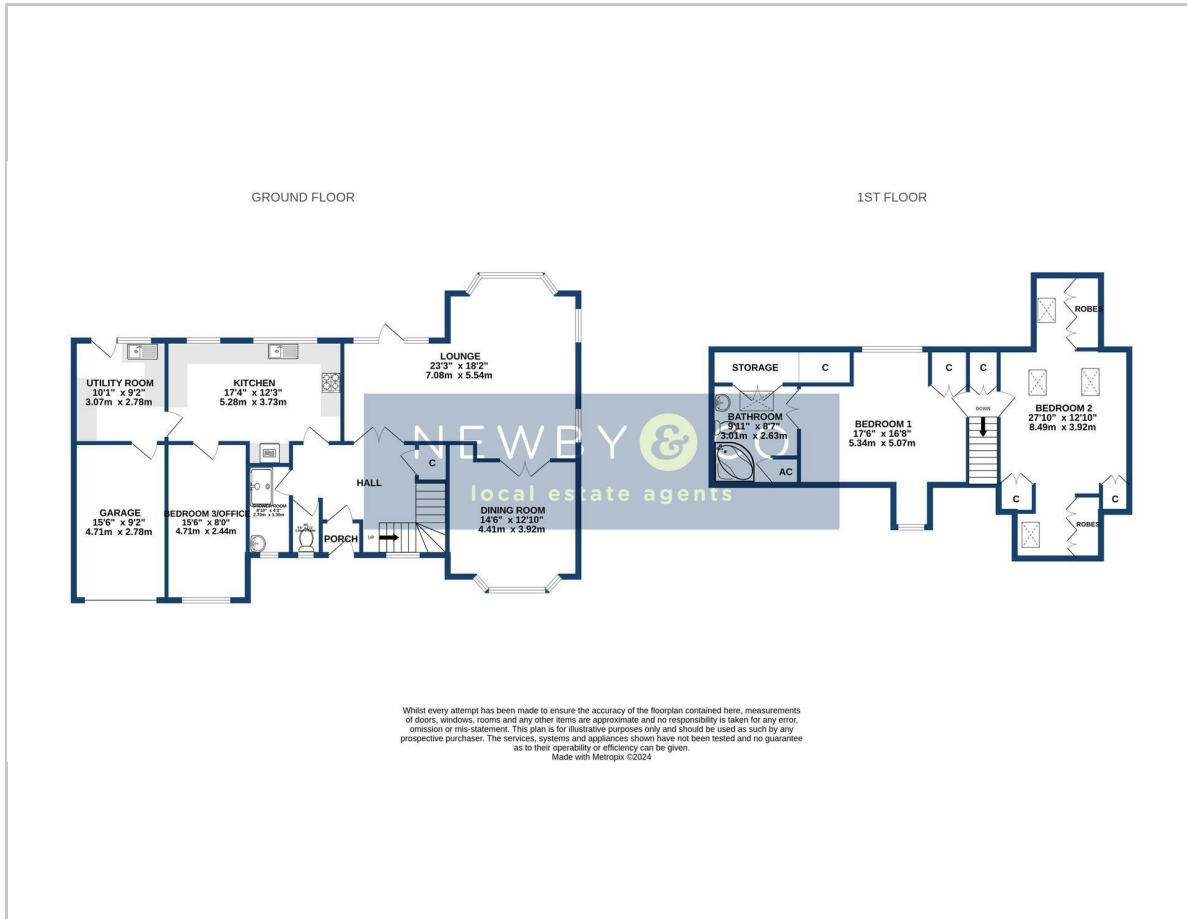 GROUND FLOOR
1ST FLOOR
UTILITY ROOM
10'1" x 9'2"
3.07m x 2.78m
KITCHEN
17'4" x 12'3"
5.28m x 3.73m
LOUNGE
23'3" x 18'2"
7.08m x 5.54m
GARAGE
15'6" x 9'2"
4.71m x 2.78m
BEDROOM 3/OFFICE
15'6" x 8'0"
4.71m x 2.44m
SHOWER ROOM
HALL
C
UP
PORCH
DINING ROOM
14'6" x 12'10"
4.41m x 3.92m
NEWBY & CO
local estate agents
STORAGE
C
BATHROOM
9'11" x 8'7"
3.01m x 2.63m
AC
BEDROOM 1
17'6" x 16'8"
5.34m x 5.07m
C
C
DOWN
ROBES
BEDROOM 2
27'10" x 12'10"
8.49m x 3.92m
C
C
ROBES
Whilst every attempt has been made to ensure the accuracy of the floorplan contained here, measurements
of doors, windows, rooms and any other items are approximate and no responsibility is taken for any error,
omission or mis-statement. This plan is for illustrative purposes only and should be used as such by any
prospective purchaser. The services, systems and appliances shown have not been tested and no guarantee
as to their operability or efficiency can be given.
Made with Metropix ©2024